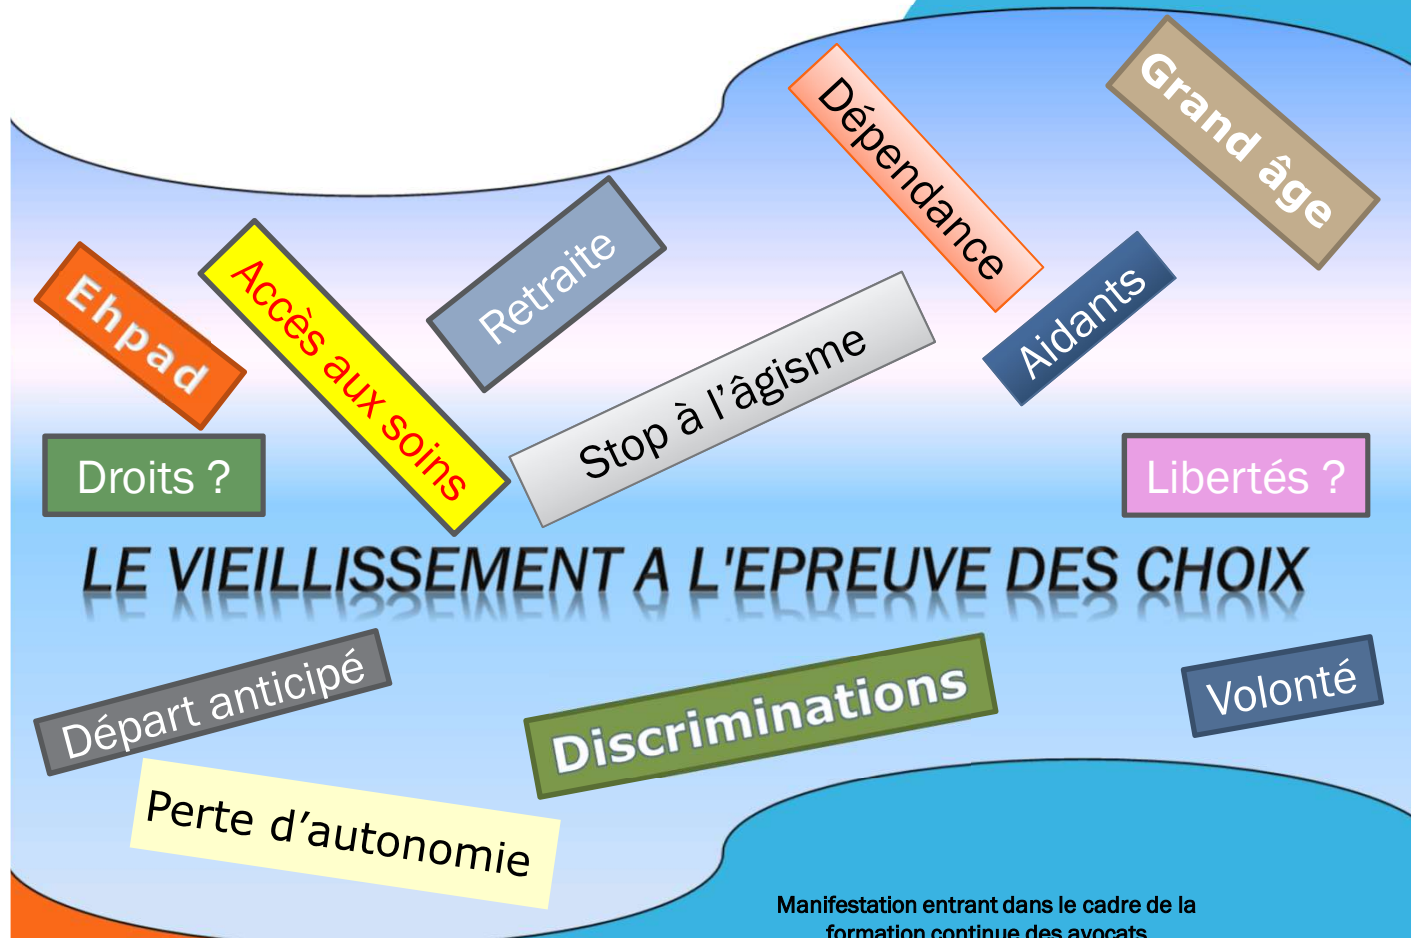 Grand âge
Dépendance
Retraite
Accès aux soins
Ehpad
Aidants
Stop à l’âgisme
Droits ?
Libertés ?
LE VIEILLISSEMENT A L'EPREUVE DES CHOIX
Départ anticipé
Discriminations
Volonté
Perte d’autonomie
Manifestation entrant dans le cadre de la
formation continue des avocats